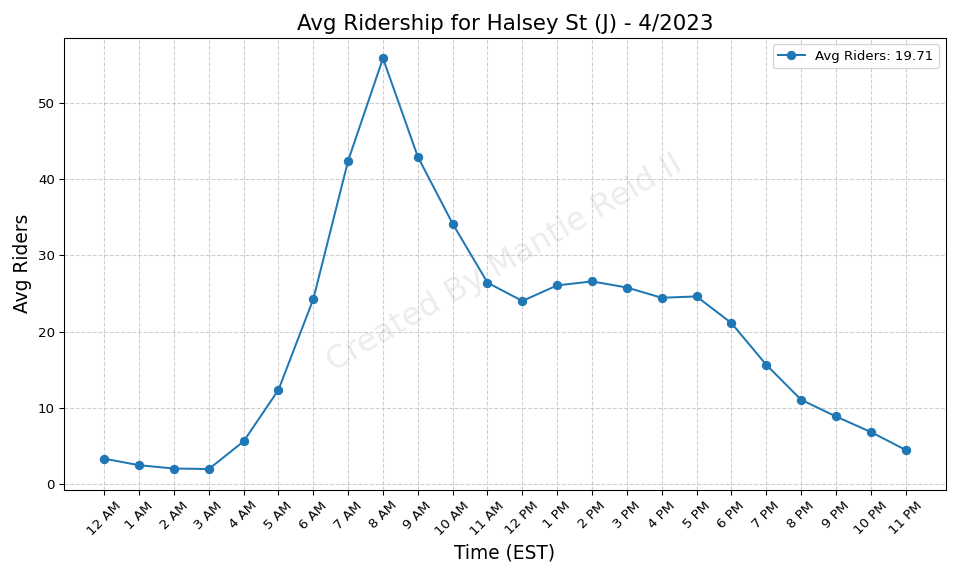 Avg Ridership for Halsey St (J) - 4/2023
Avg Riders: 19.71
Avg Riders
50
40
30
20
10
0
Created By Mantie Reid II
12 AM
1 AM
2 AM
3 AM
4 AM
5 AM
6 AM
7 AM
8 AM
9 AM
10 AM
11 AM
12 PM
1 PM
2 PM
3 PM
4 PM
5 PM
6 PM
7 PM
8 PM
9 PM
10 PM
11 PM
Time (EST)